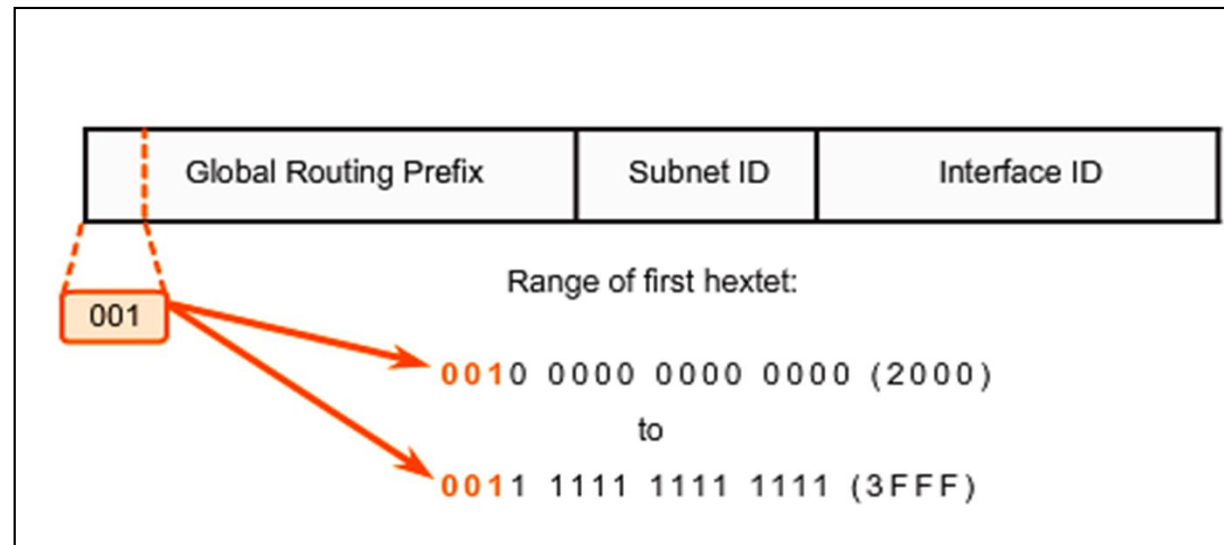 Global Routing Prefix Subnet ID Interface ID
Range of first hextet:
001
0010 0000 0000 0000 (2000)
to
0011 1111 1111 1111 (3FFF)